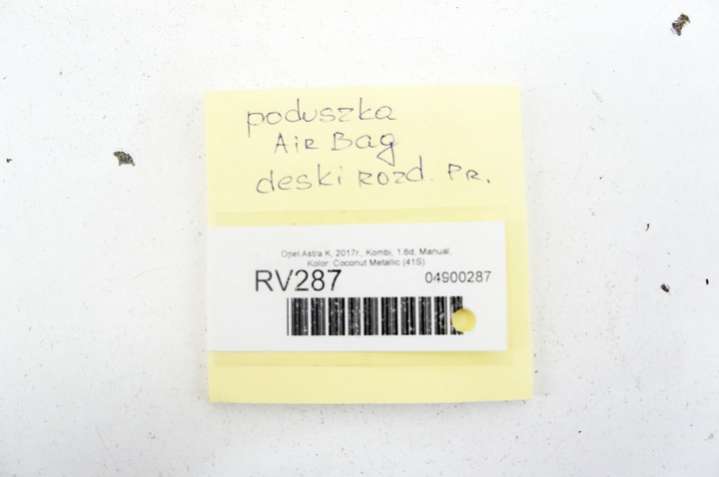 poduszka
Air Bag
deski rozd. Pr.
Opel Astra K, 2017r., Kombi, 1.6d, Manual,
Kolor: Coconut Metallic (41S)
RV287 04900287